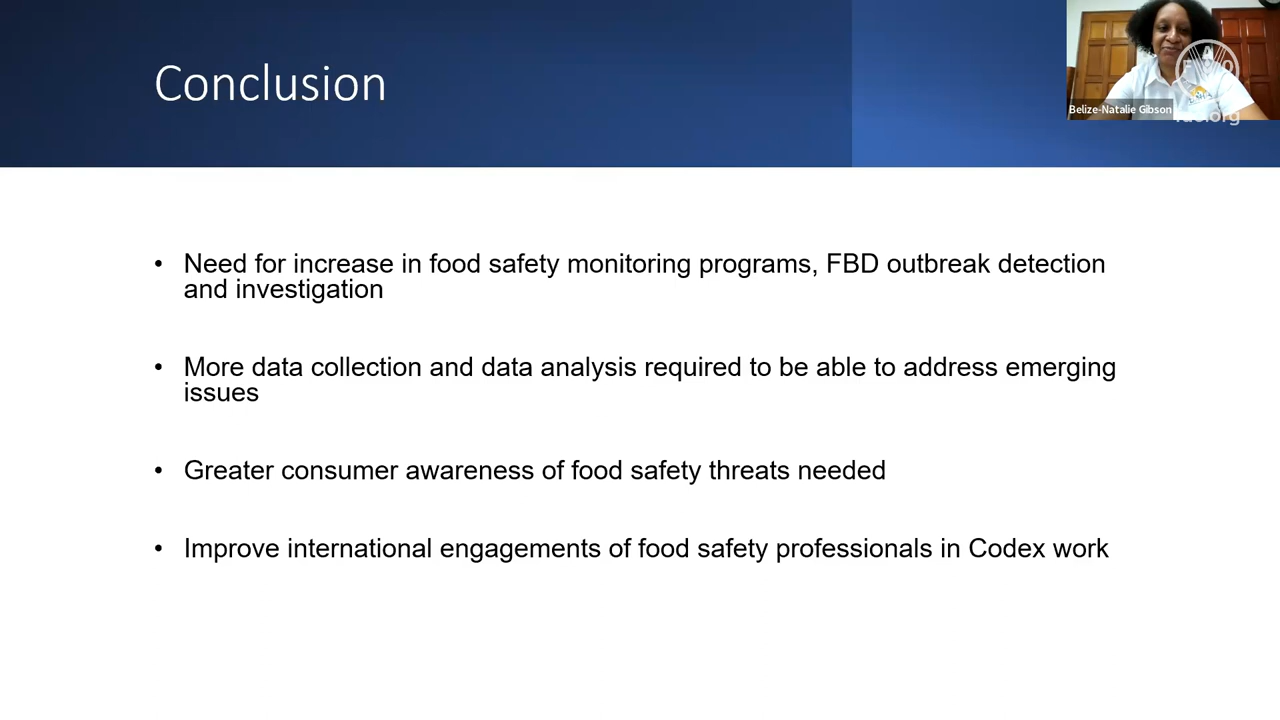 Conclusion
Belize-Natalie Gibson
• Need for increase in food safety monitoring programs, FBD outbreak detection
and investigation
• More data collection and data analysis required to be able to address emerging
issues
• Greater consumer awareness of food safety threats needed
• Improve international engagements of food safety professionals in Codex work